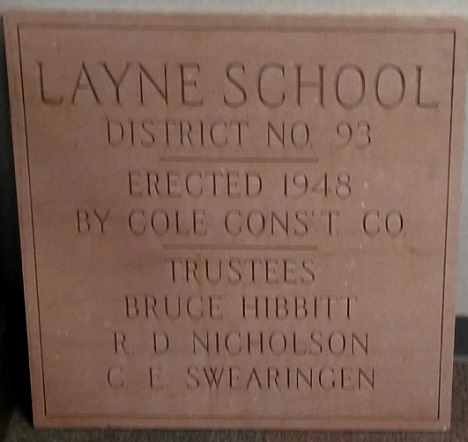 LAYNE SCHOOL
DISTRICT NO. 93
ERECTED 1948
BY COLE CONS'T CO
TRUSTEES
BRUCE HIBBITT
R. D. NICHOLSON
C. E. SWEARINGEN